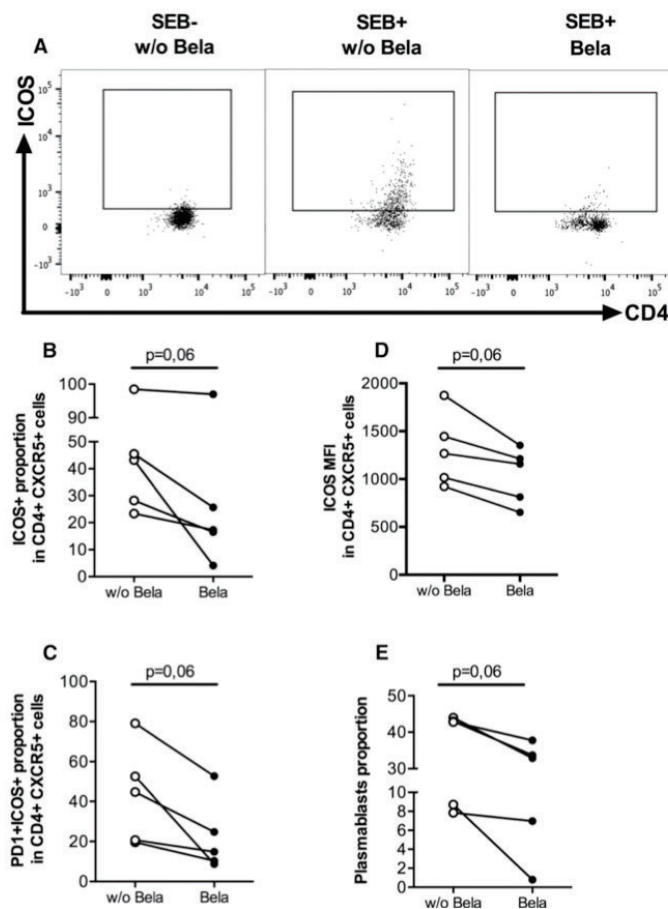 SEB-
w/o Bela
SEB+
w/o Bela
SEB+
Bela
A
ICOS
10^5
10^4
10^3
0
-10^3
-10^3 0 10^3 10^4 10^5
-10^3 0 10^3 10^4 10^5
-10^3 0 10^3 10^4 10^5
CD4
B
p=0,06
ICOS+ proportion
in CD4+ CXCR5+ cells
100
90
50
40
30
20
10
0
w/o Bela Bela
D
p=0,06
ICOS MFI
in CD4+ CXCR5+ cells
2000
1500
1000
500
0
w/o Bela Bela
C
p=0,06
PD1+ICOS+ proportion
in CD4+ CXCR5+ cells
100
80
60
40
20
0
w/o Bela Bela
E
p=0,06
Plasmablasts proportion
50
40
30
10
8
6
4
2
0
w/o Bela Bela